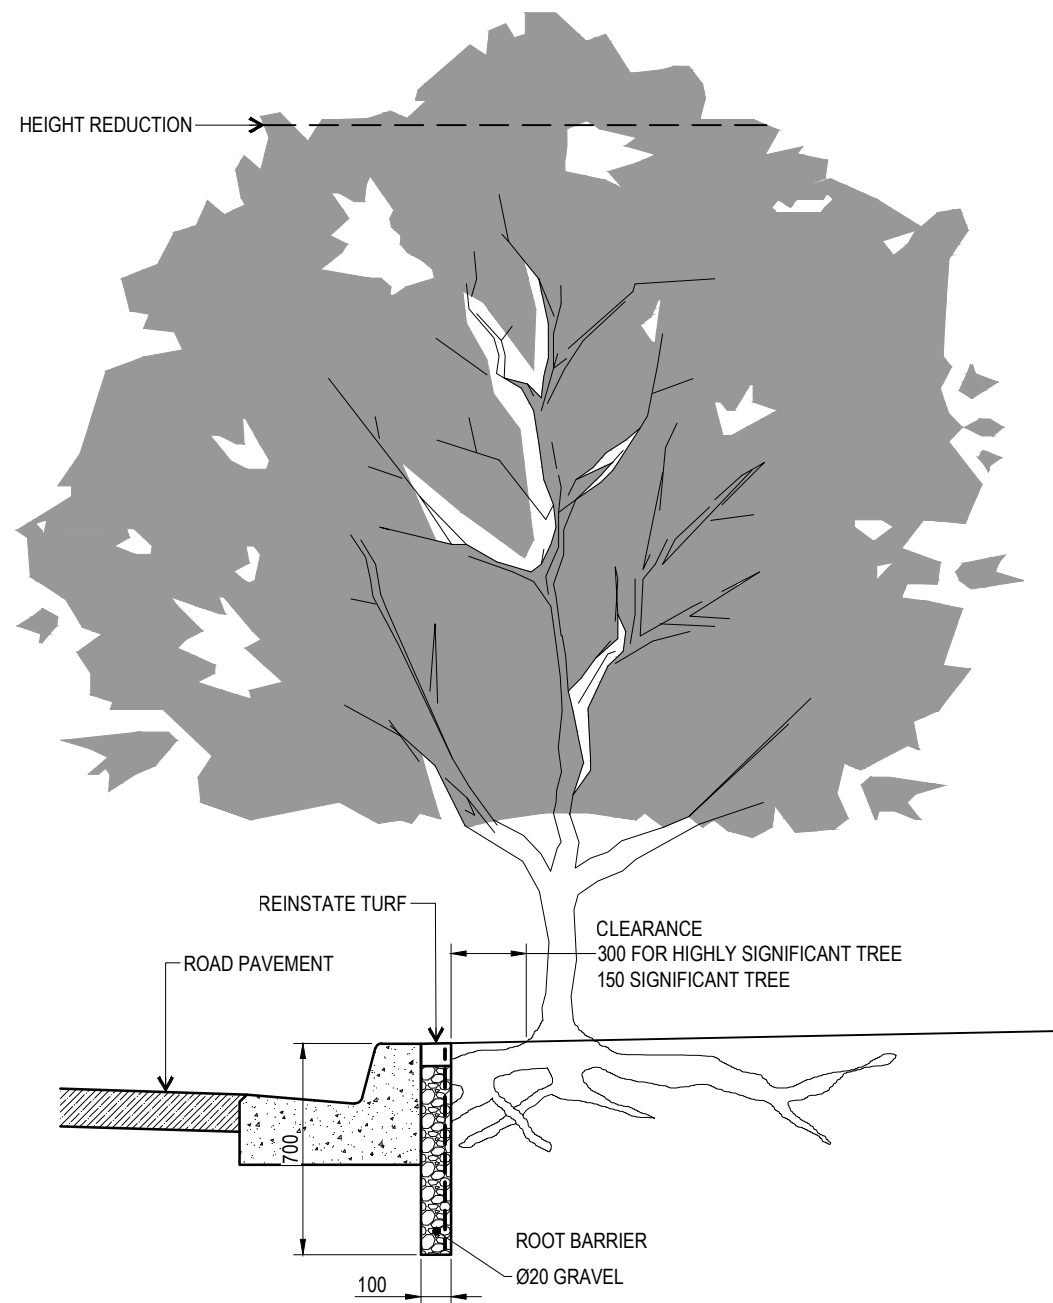 HEIGHT REDUCTION
REINSTATE TURF
CLEARANCE
300 FOR HIGHLY SIGNIFICANT TREE
150 SIGNIFICANT TREE
ROAD PAVEMENT
700
ROOT BARRIER
Ø20 GRAVEL
100